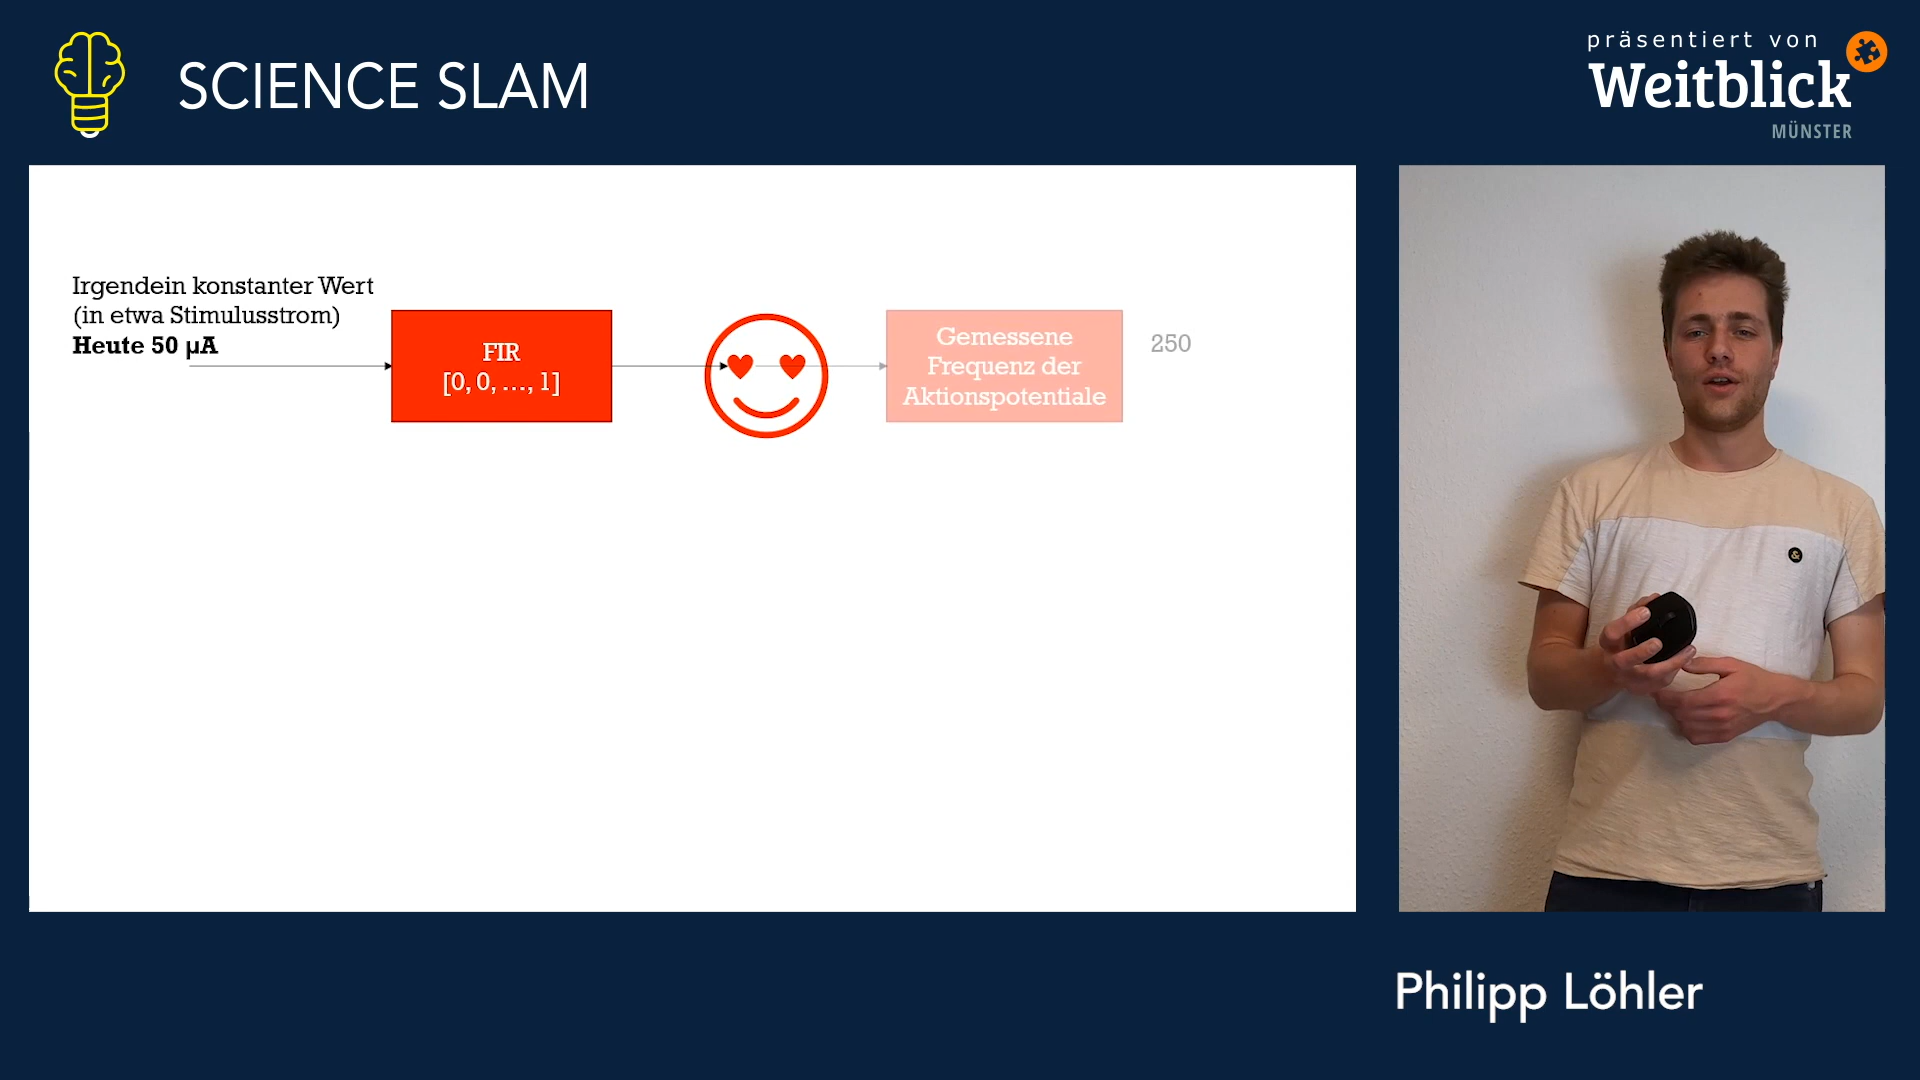 SCIENCE SLAM
präsentiert von
Weitblick
MÜNSTER
Irgendein konstanter Wert
(in etwa Stimulusstrom)
Heute 50 µA
FIR
[0, 0, …, 1]
Gemessene
Frequenz der
Aktionspotentiale
250
&
Philipp Löhler